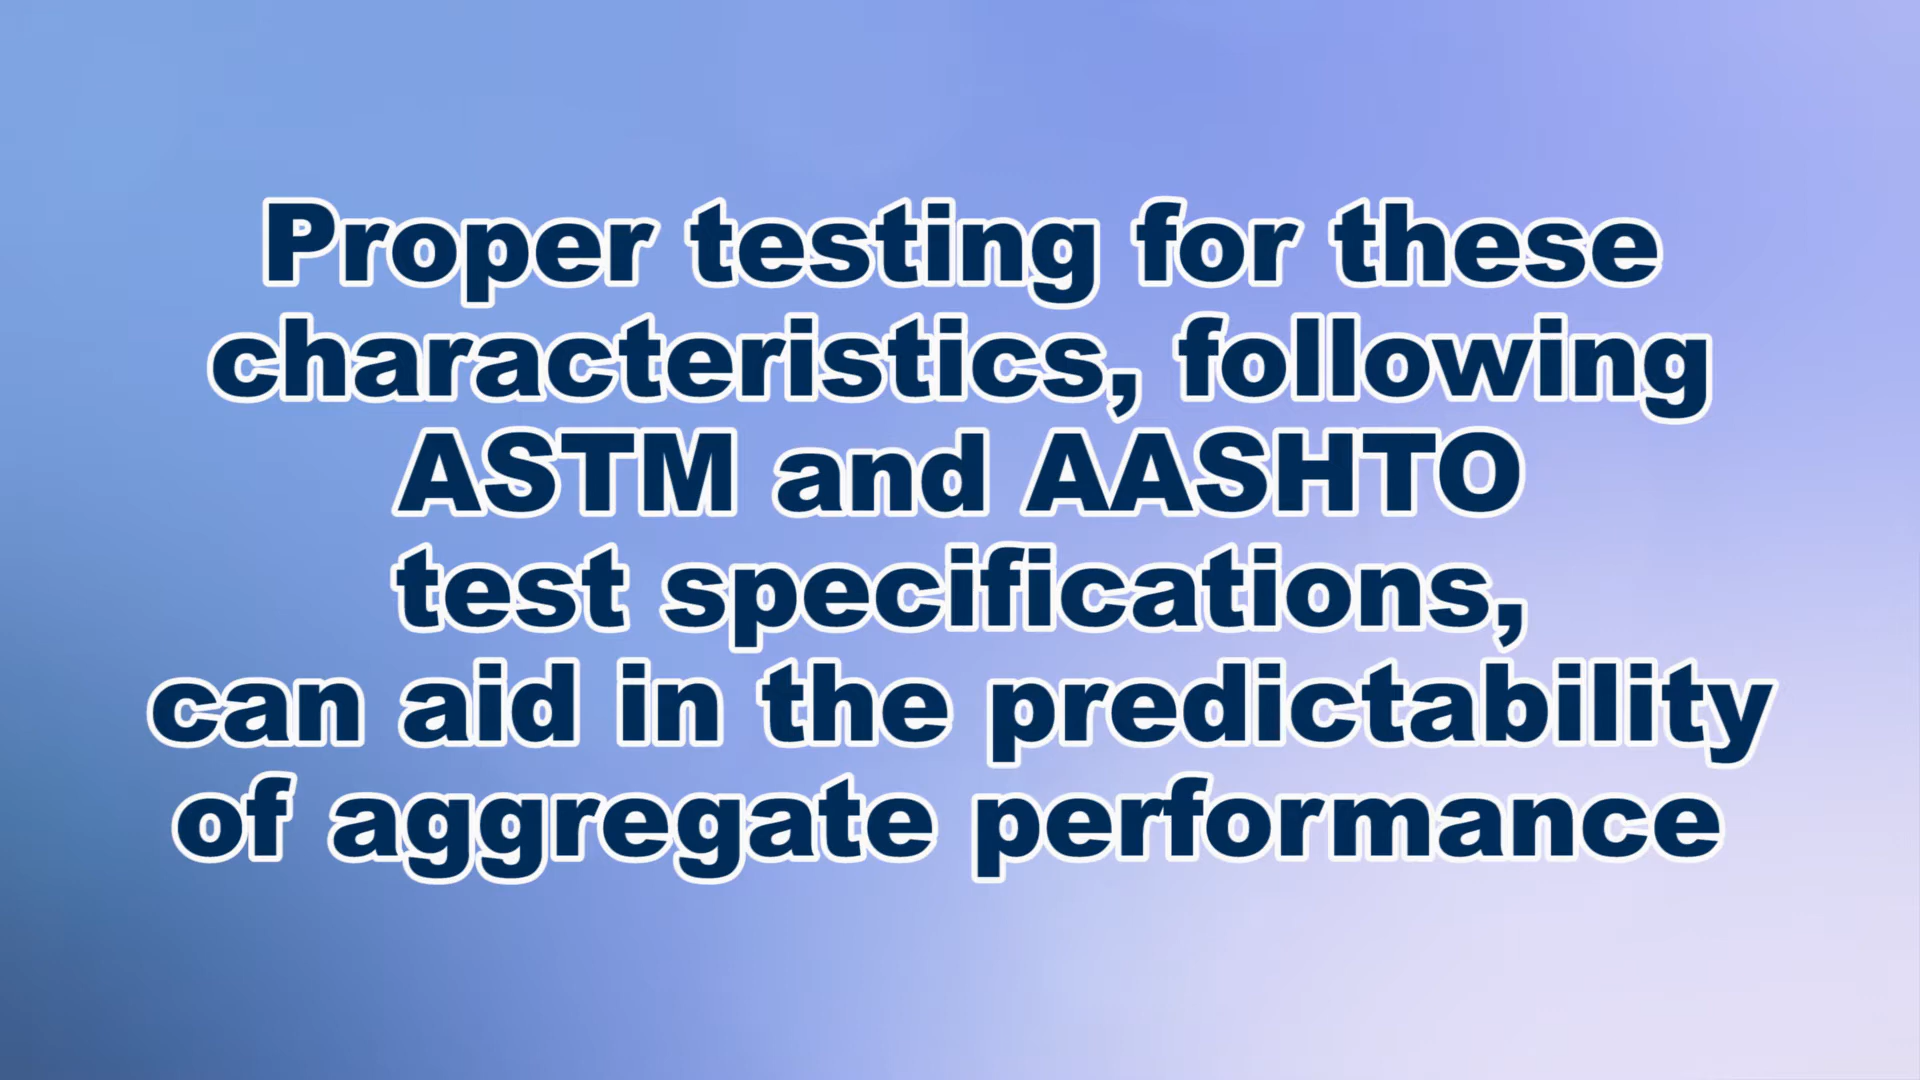 Proper testing for these
characteristics, following
ASTM and AASHTO
test specifications,
can aid in the predictability
of aggregate performance